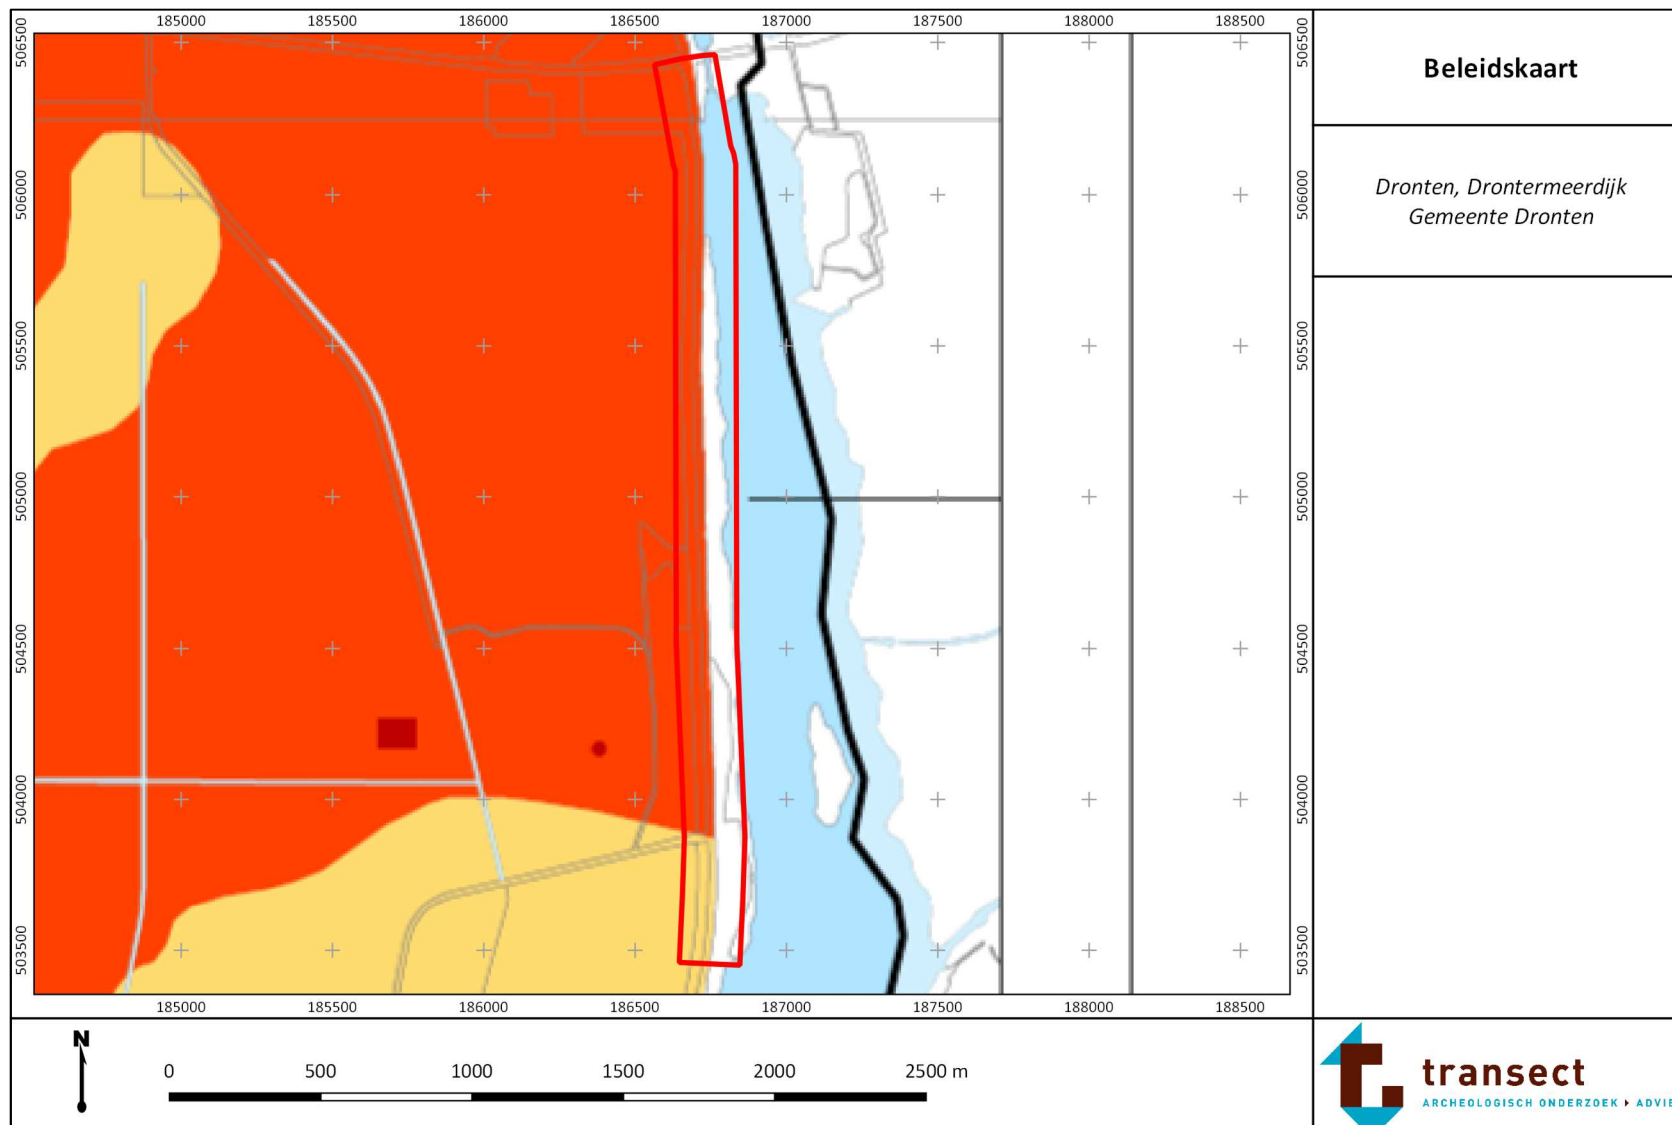 185000 185500 186000 186500 187000 187500 188000 188500
506500 506500
506000 506000
505500 505500
505000 505000
504500 504500
504000 504000
503500 503500
185000 185500 186000 186500 187000 187500 188000 188500
Beleidskaart
Dronten, Drontermeerdijk
Gemeente Dronten
N
0 500 1000 1500 2000 2500 m
transect
ARCHEOLOGISCH ONDERZOEK ADVIE